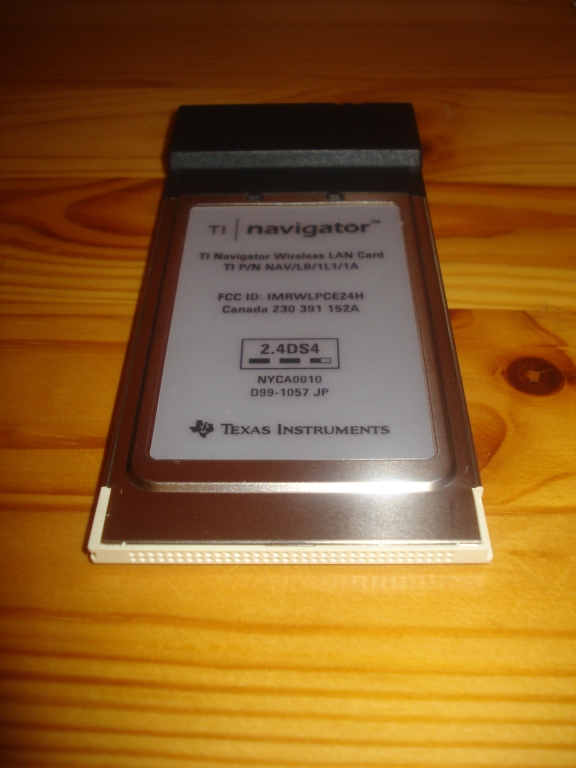 TI | navigator™
TI Navigator Wireless LAN Card
TI P/N NAV/LB/1L1/1A
FCC ID: IMRWLPCE24H
Canada 230 391 152A
2.4DS4
NYCA0010
D99-1057 JP
TEXAS INSTRUMENTS